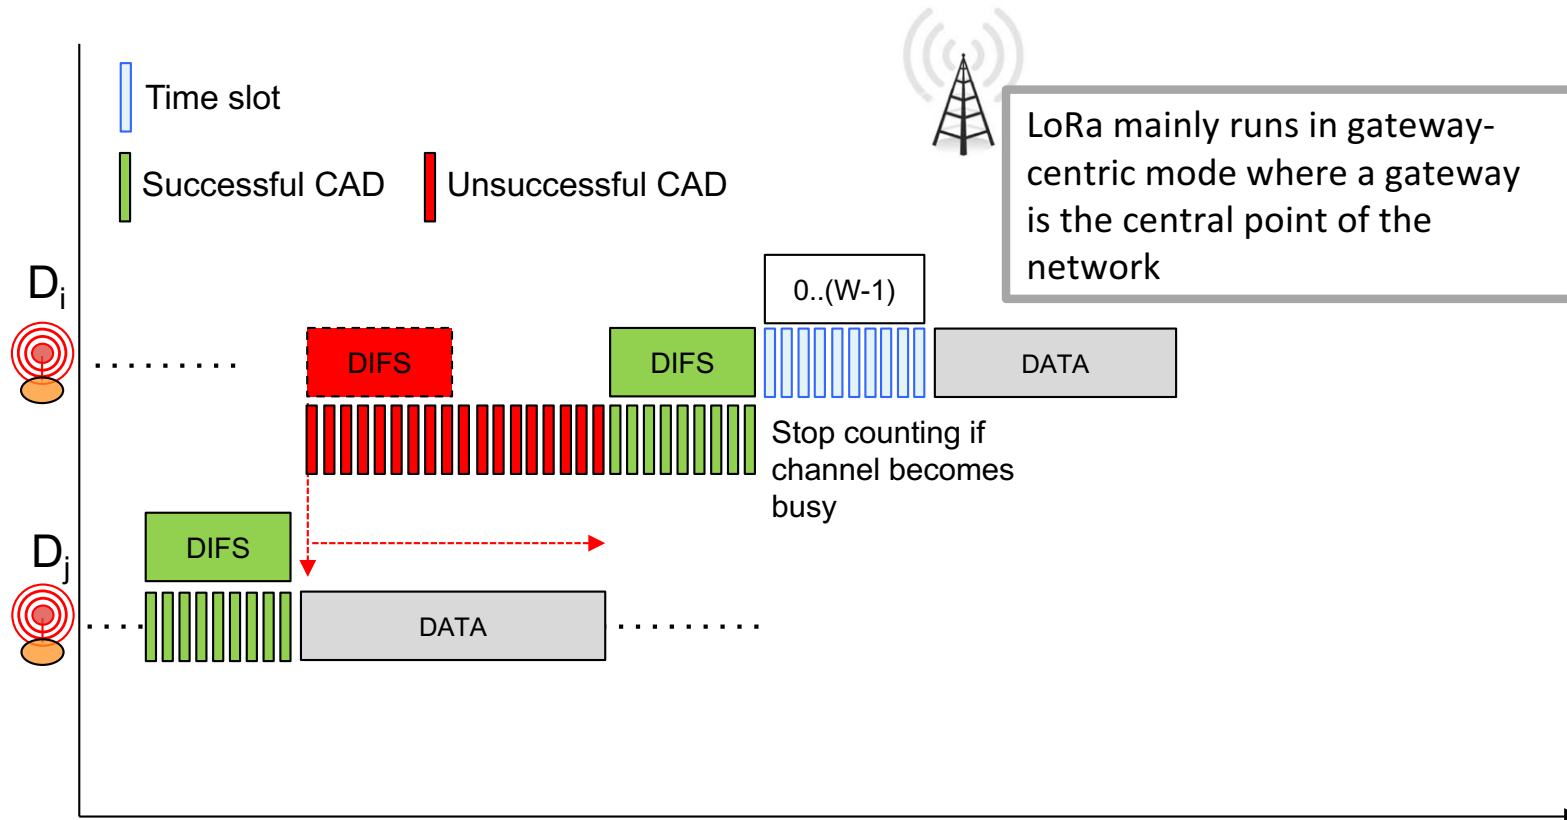 Time slot
Successful CAD
Unsuccessful CAD
LoRa mainly runs in gateway-
centric mode where a gateway
is the central point of the
network
Di
0..(W-1)
DIFS
DIFS
DATA
Stop counting if
channel becomes
busy
Dj
DIFS
DATA